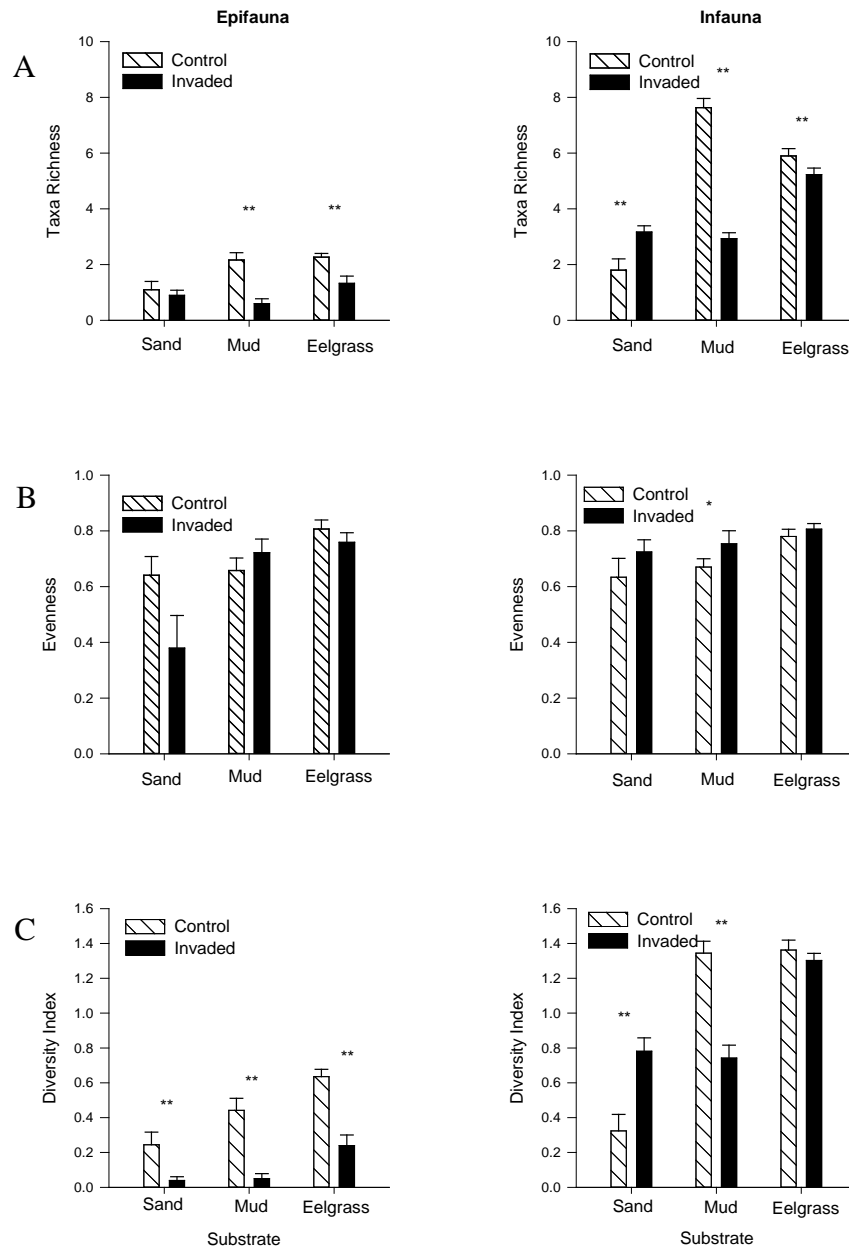 Epifauna
Infauna
A
10
8
6
4
2
0
Taxa Richness
Control
Invaded
**
**
Sand
Mud
Eelgrass
10
8
6
4
2
0
Taxa Richness
Control
Invaded
**
**
**
Sand
Mud
Eelgrass
B
1.0
0.8
0.6
0.4
0.2
0.0
Evenness
Control
Invaded
Sand
Mud
Eelgrass
1.0
0.8
0.6
0.4
0.2
0.0
Evenness
Control
Invaded
*
Sand
Mud
Eelgrass
C
1.6
1.4
1.2
1.0
0.8
0.6
0.4
0.2
0.0
Diversity Index
Control
Invaded
**
**
**
Sand
Mud
Eelgrass
Substrate
1.6
1.4
1.2
1.0
0.8
0.6
0.4
0.2
0.0
Diversity Index
Control
Invaded
**
**
Sand
Mud
Eelgrass
Substrate